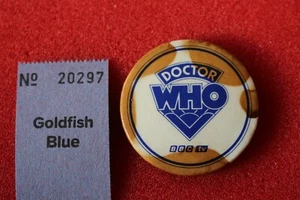 No 20297
Goldfish
Blue
DOCTOR
WHO
BBC tv